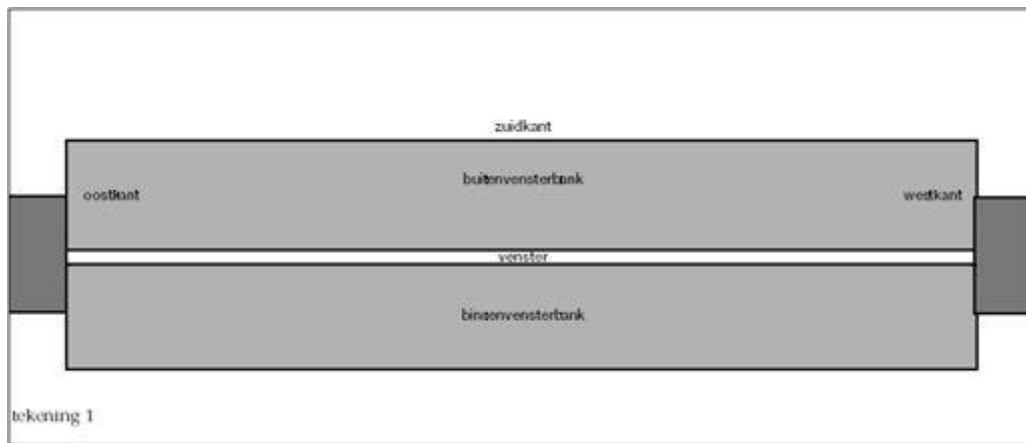 zuidkant
buitenvensterbank
oostkant
westkant
venster
binnenvensterbank
tekening 1